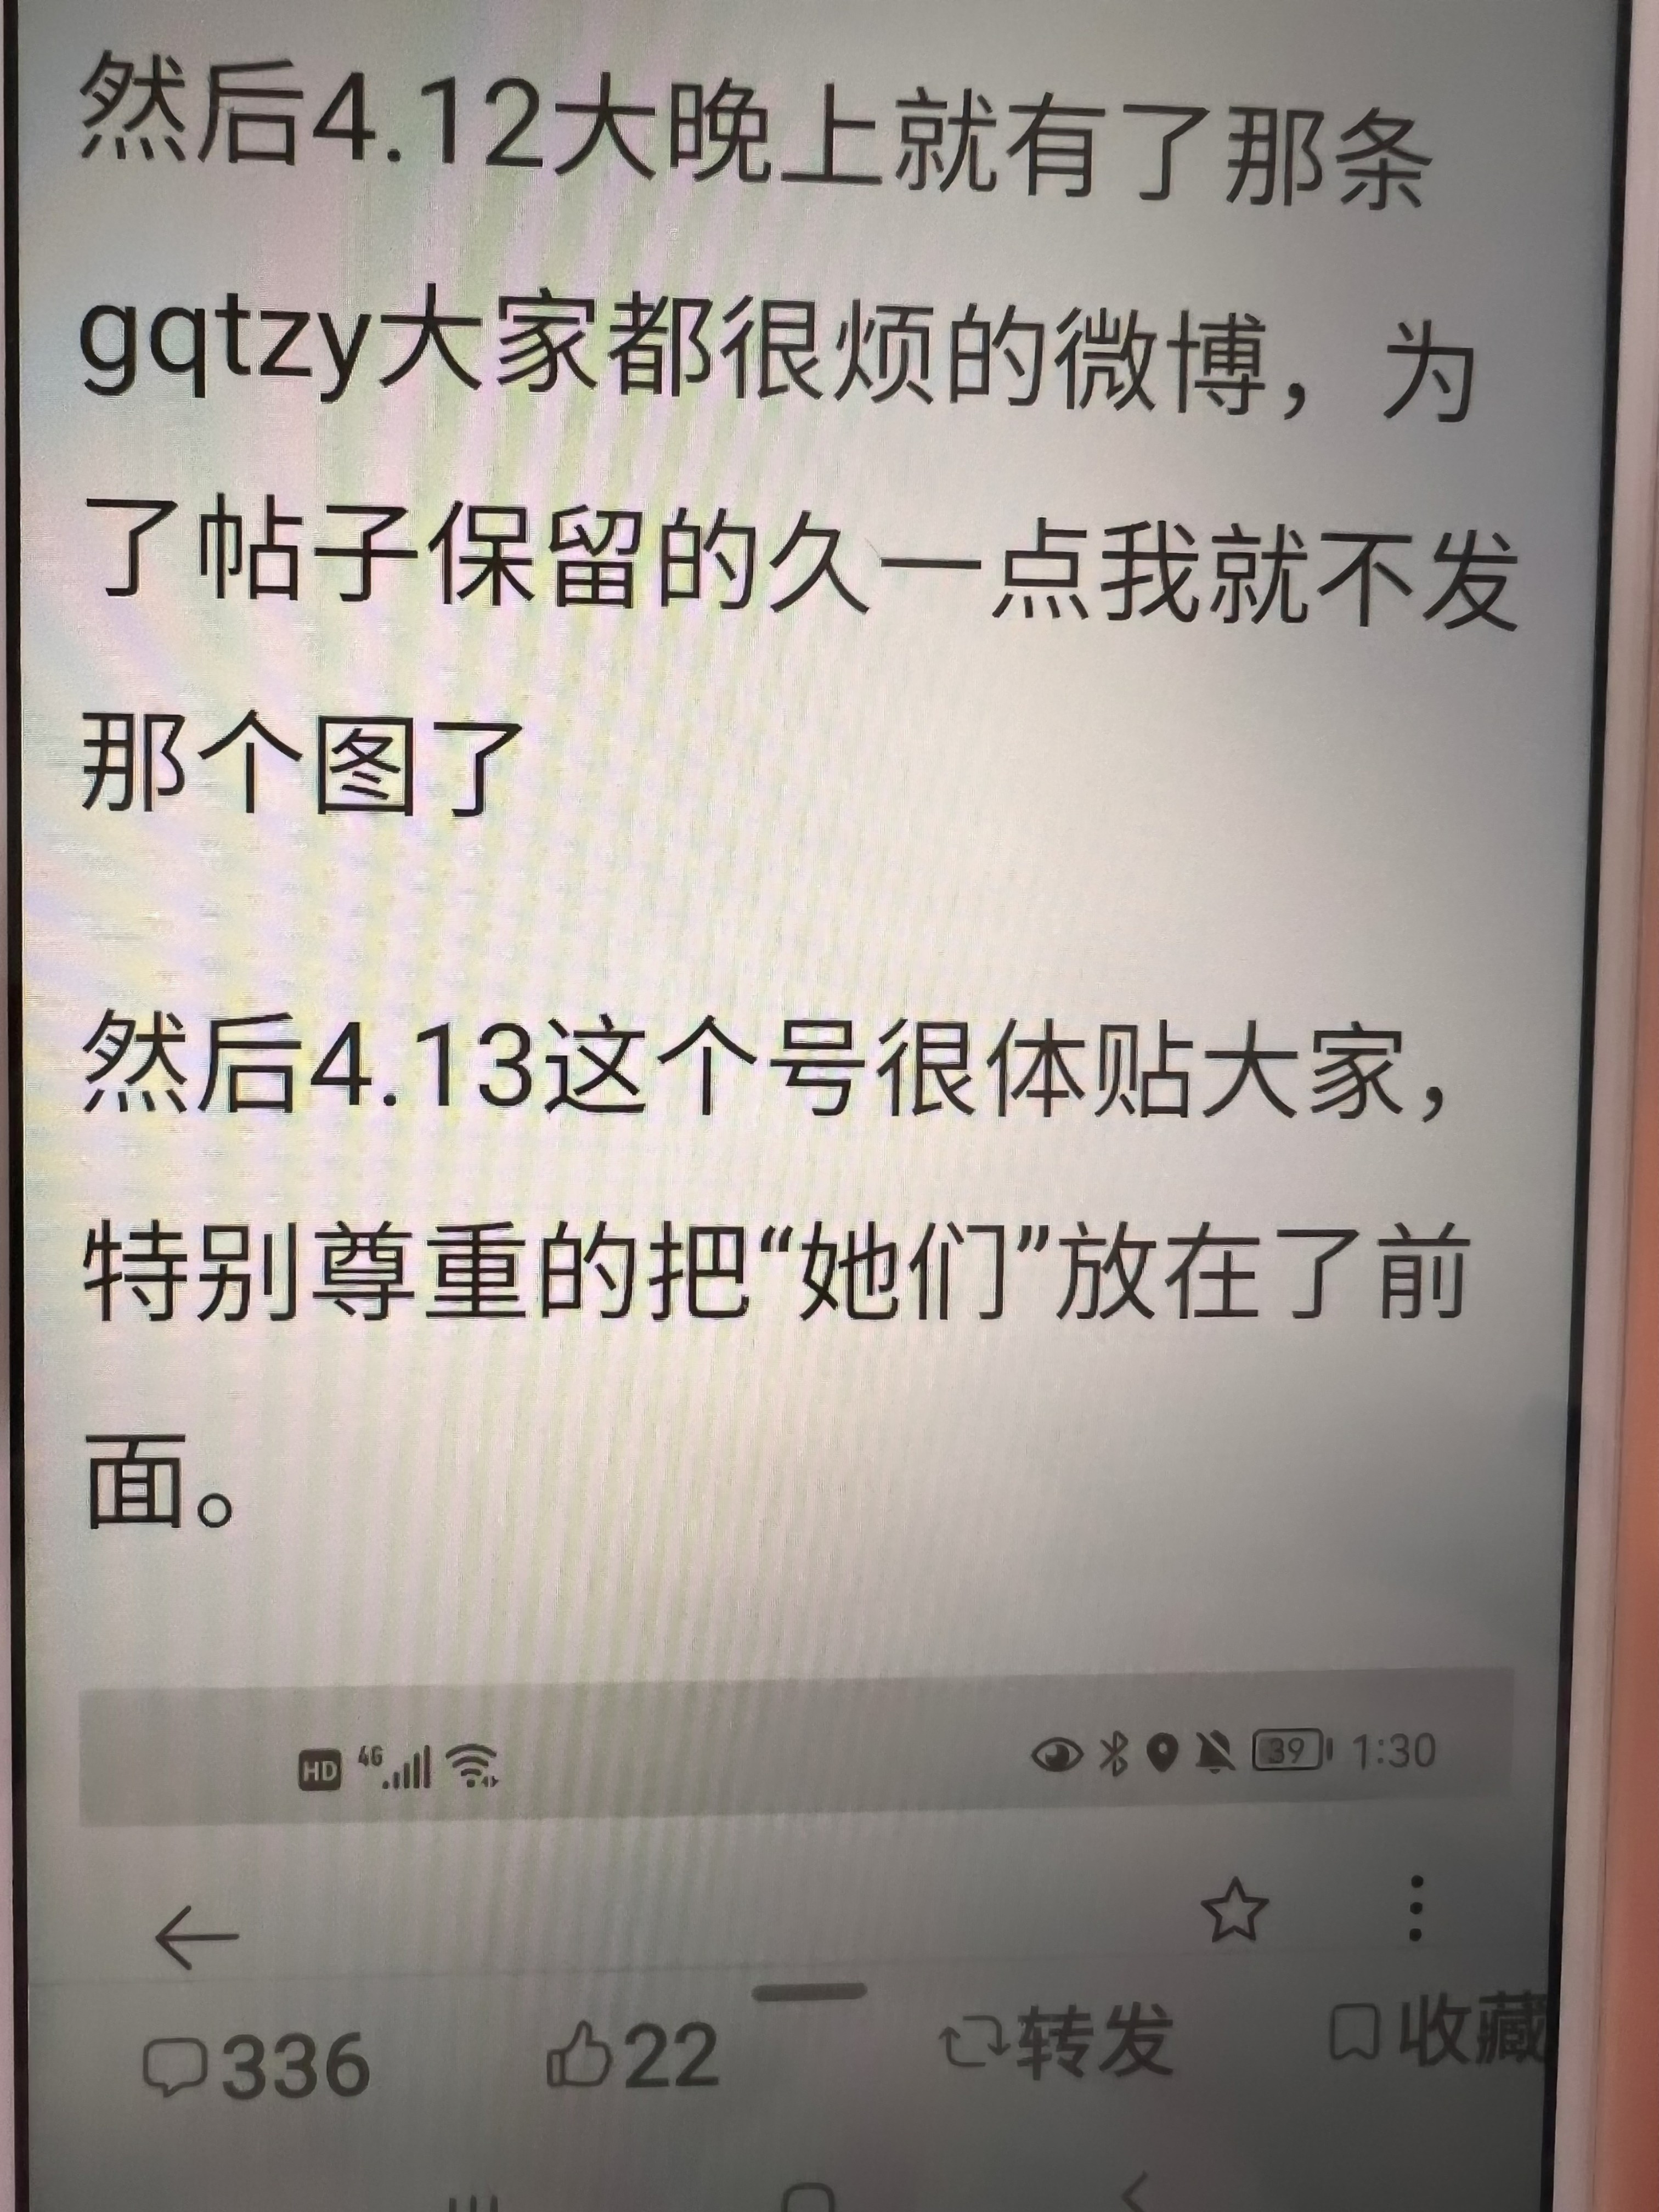 然后4.12大晚上就有了那条
gqtzy大家都很烦的微博，为
了帖子保留的久一点我就不发
那个图了
然后4.13这个号很体贴大家，
特别尊重的把“她们”放在了前
面。
HD 4G 39 1:30
336 22 转发 收藏